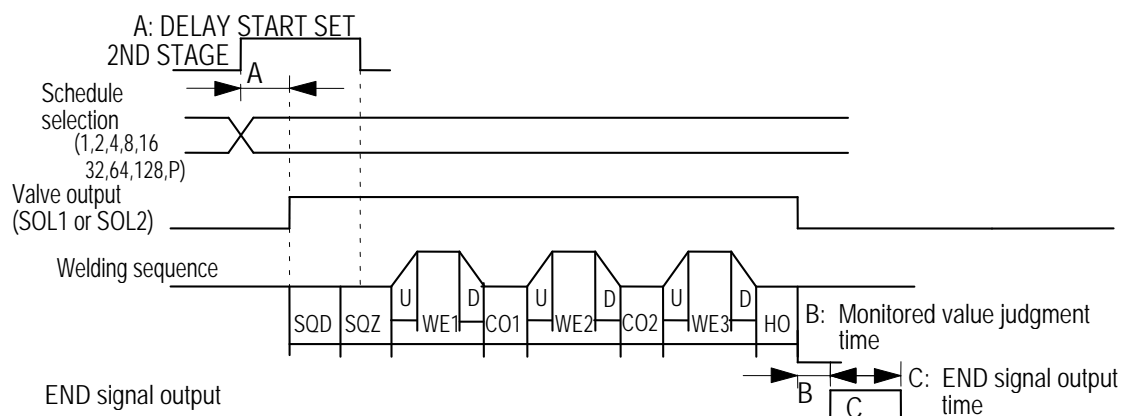 A: DELAY START SET
2ND STAGE
A
Schedule
selection
(1,2,4,8,16
32,64,128,P)
Valve output
(SOL1 or SOL2)
Welding sequence
U D U D U D
SQD SQZ WE1 CO1 WE2 CO2 WE3 HO
B: Monitored value judgment
time
END signal output
B C
C: END signal output
time